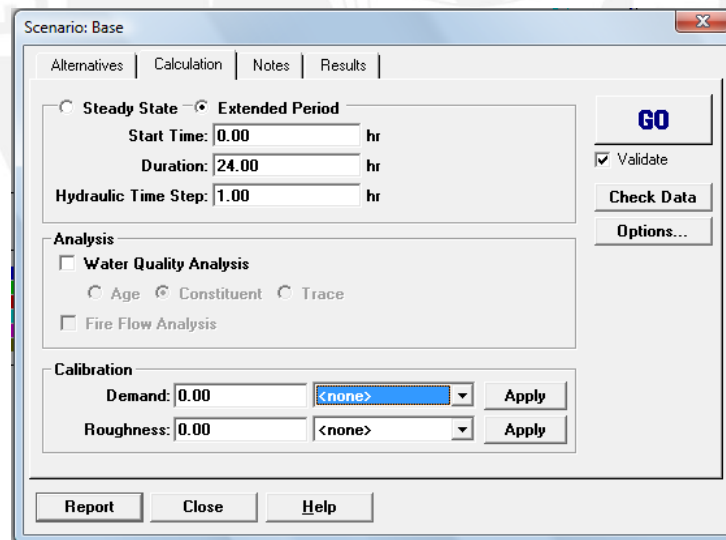 Scenario: Base
Alternatives Calculation Notes Results
Steady State Extended Period
Start Time: 0.00 hr
Duration: 24.00 hr
Hydraulic Time Step: 1.00 hr
GO
Validate
Check Data
Options...
Analysis
Water Quality Analysis
Age Constituent Trace
Fire Flow Analysis
Calibration
Demand: 0.00 <none> Apply
Roughness: 0.00 <none> Apply
Report Close Help